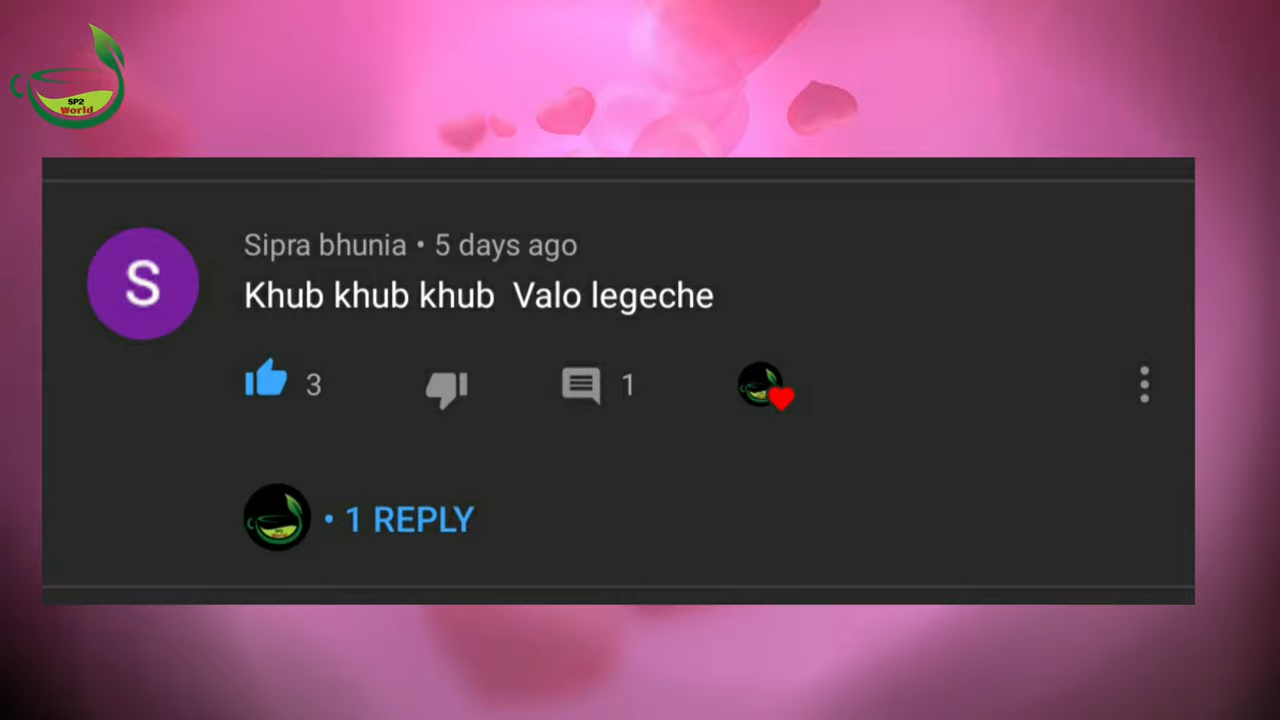 SP2
World
Sipra bhunia • 5 days ago
Khub khub khub Valo legeche
3
1
S
• 1 REPLY